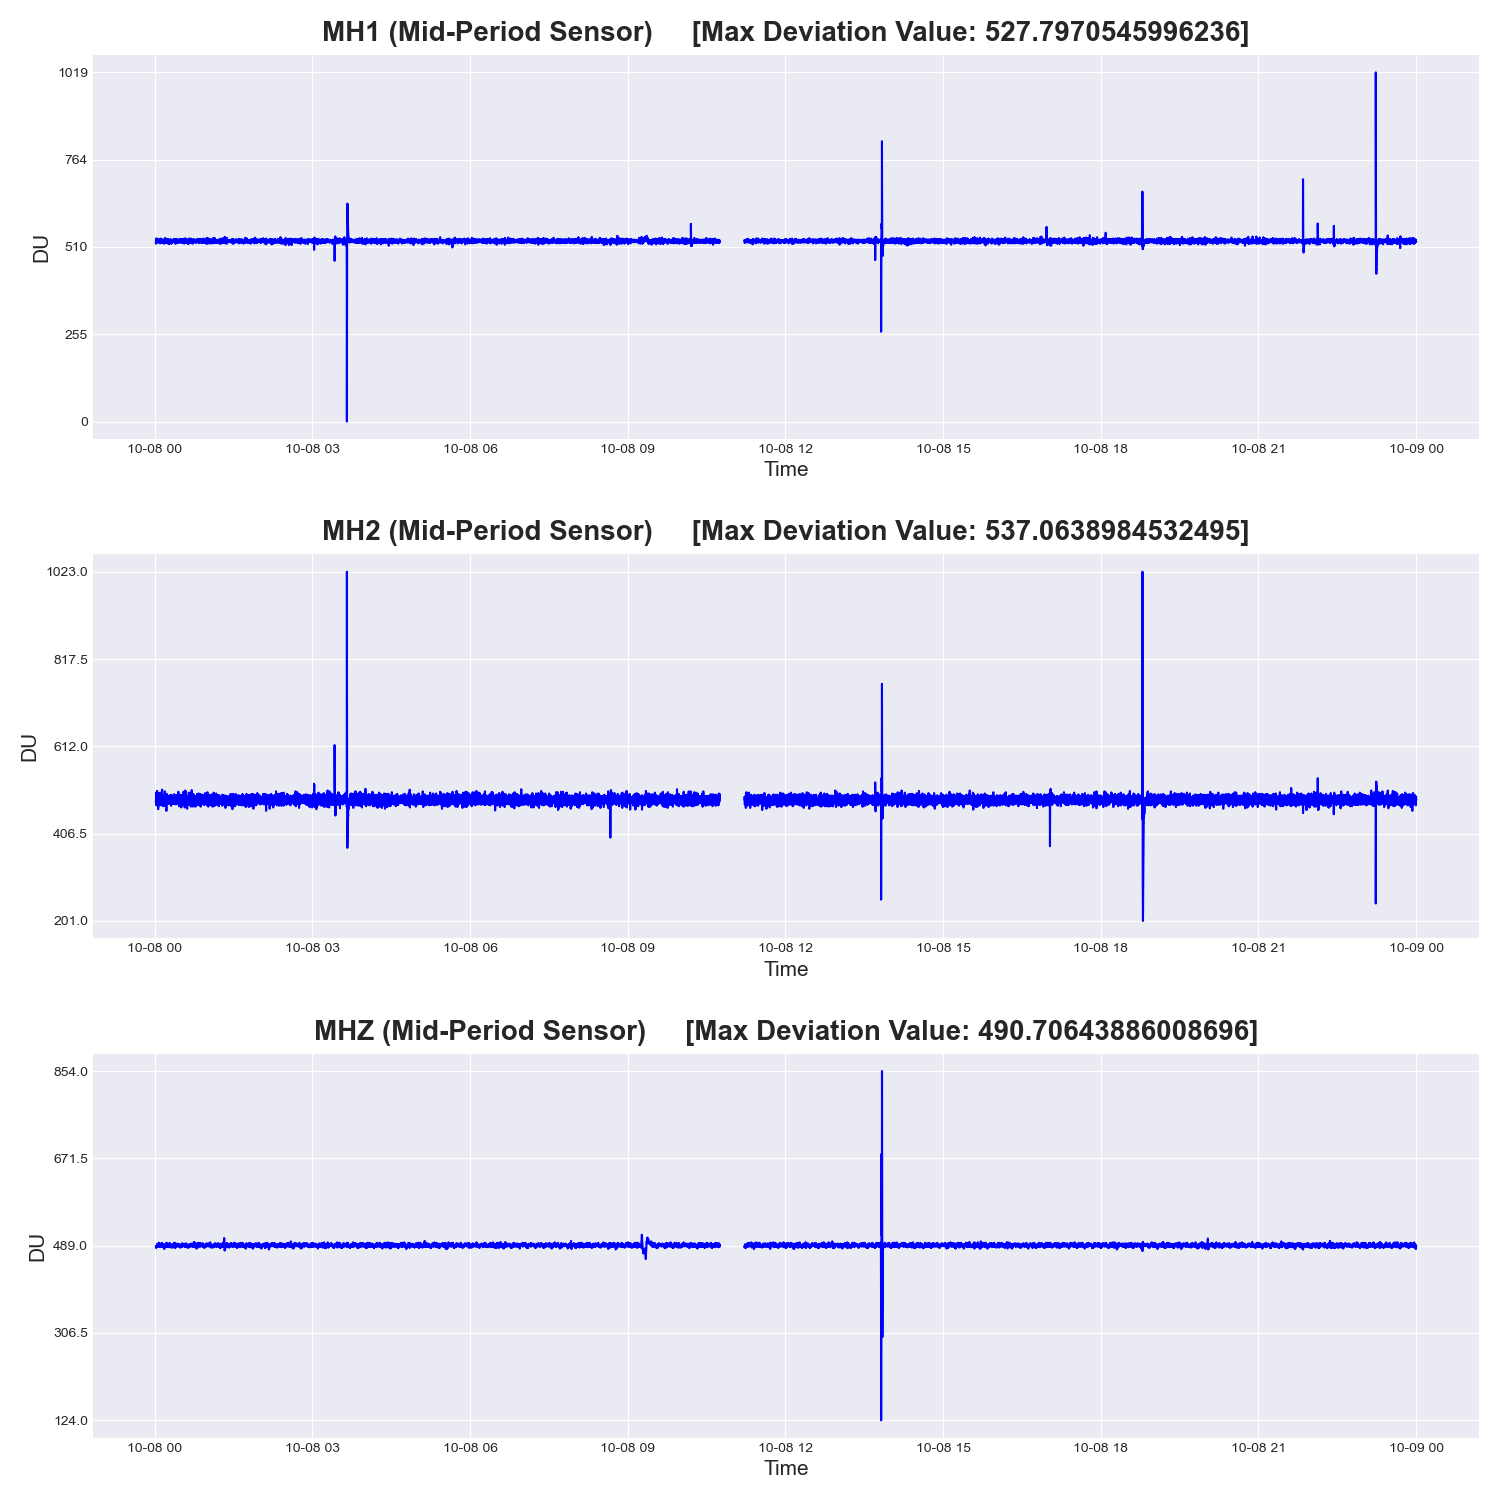 MH1 (Mid-Period Sensor) [Max Deviation Value: 527.7970545996236]
1019
764
510
255
0
DU
10-08 00 10-08 03 10-08 06 10-08 09 10-08 12 10-08 15 10-08 18 10-08 21 10-09 00
Time
MH2 (Mid-Period Sensor) [Max Deviation Value: 537.0638984532495]
1023.0
817.5
612.0
406.5
201.0
DU
10-08 00 10-08 03 10-08 06 10-08 09 10-08 12 10-08 15 10-08 18 10-08 21 10-09 00
Time
MHZ (Mid-Period Sensor) [Max Deviation Value: 490.70643886008696]
854.0
671.5
489.0
306.5
124.0
DU
10-08 00 10-08 03 10-08 06 10-08 09 10-08 12 10-08 15 10-08 18 10-08 21 10-09 00
Time